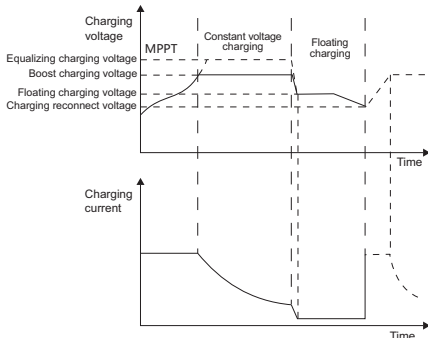 Charging
voltage
MPPT
Constant voltage
charging
Floating
charging
Equalizing charging voltage
Boost charging voltage
Floating charging voltage
Charging reconnect voltage
Time
Charging
current
Time